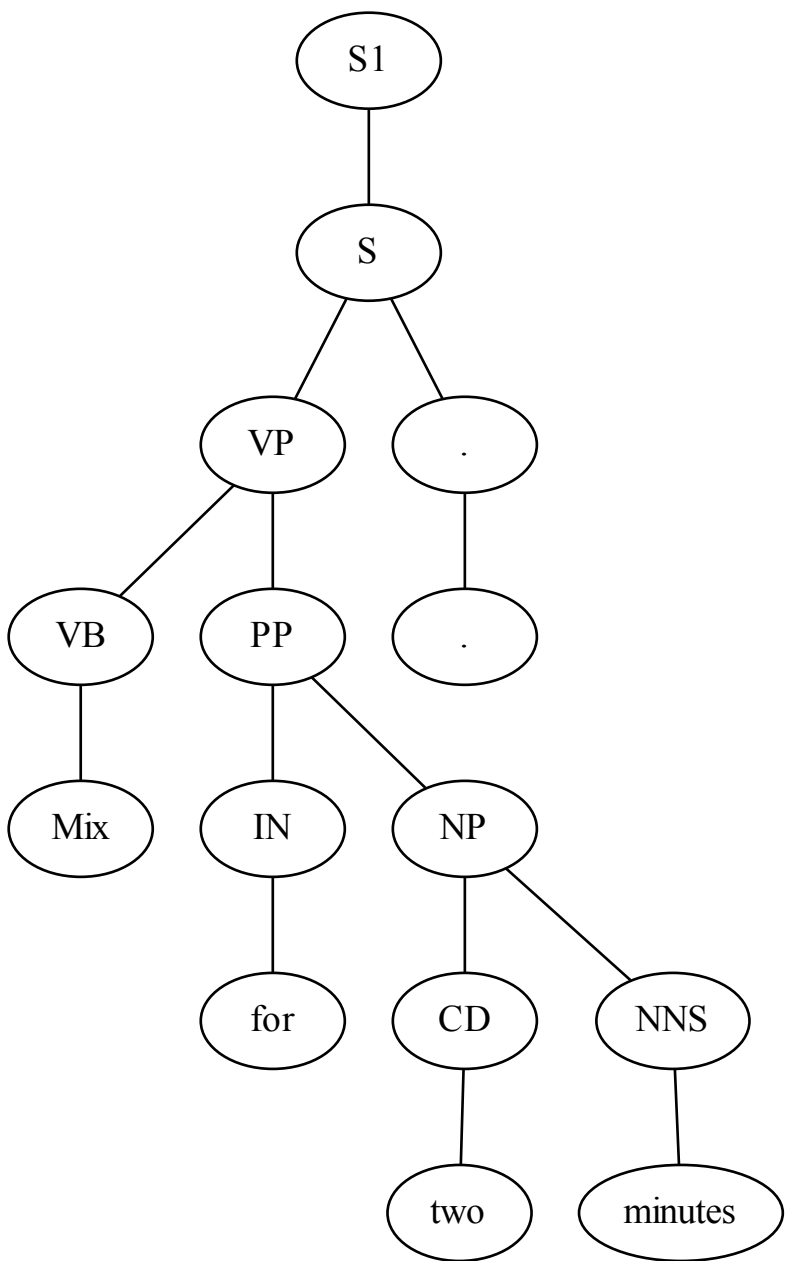 S1
S
VP .
VB PP .
Mix IN NP
for CD NNS
two minutes